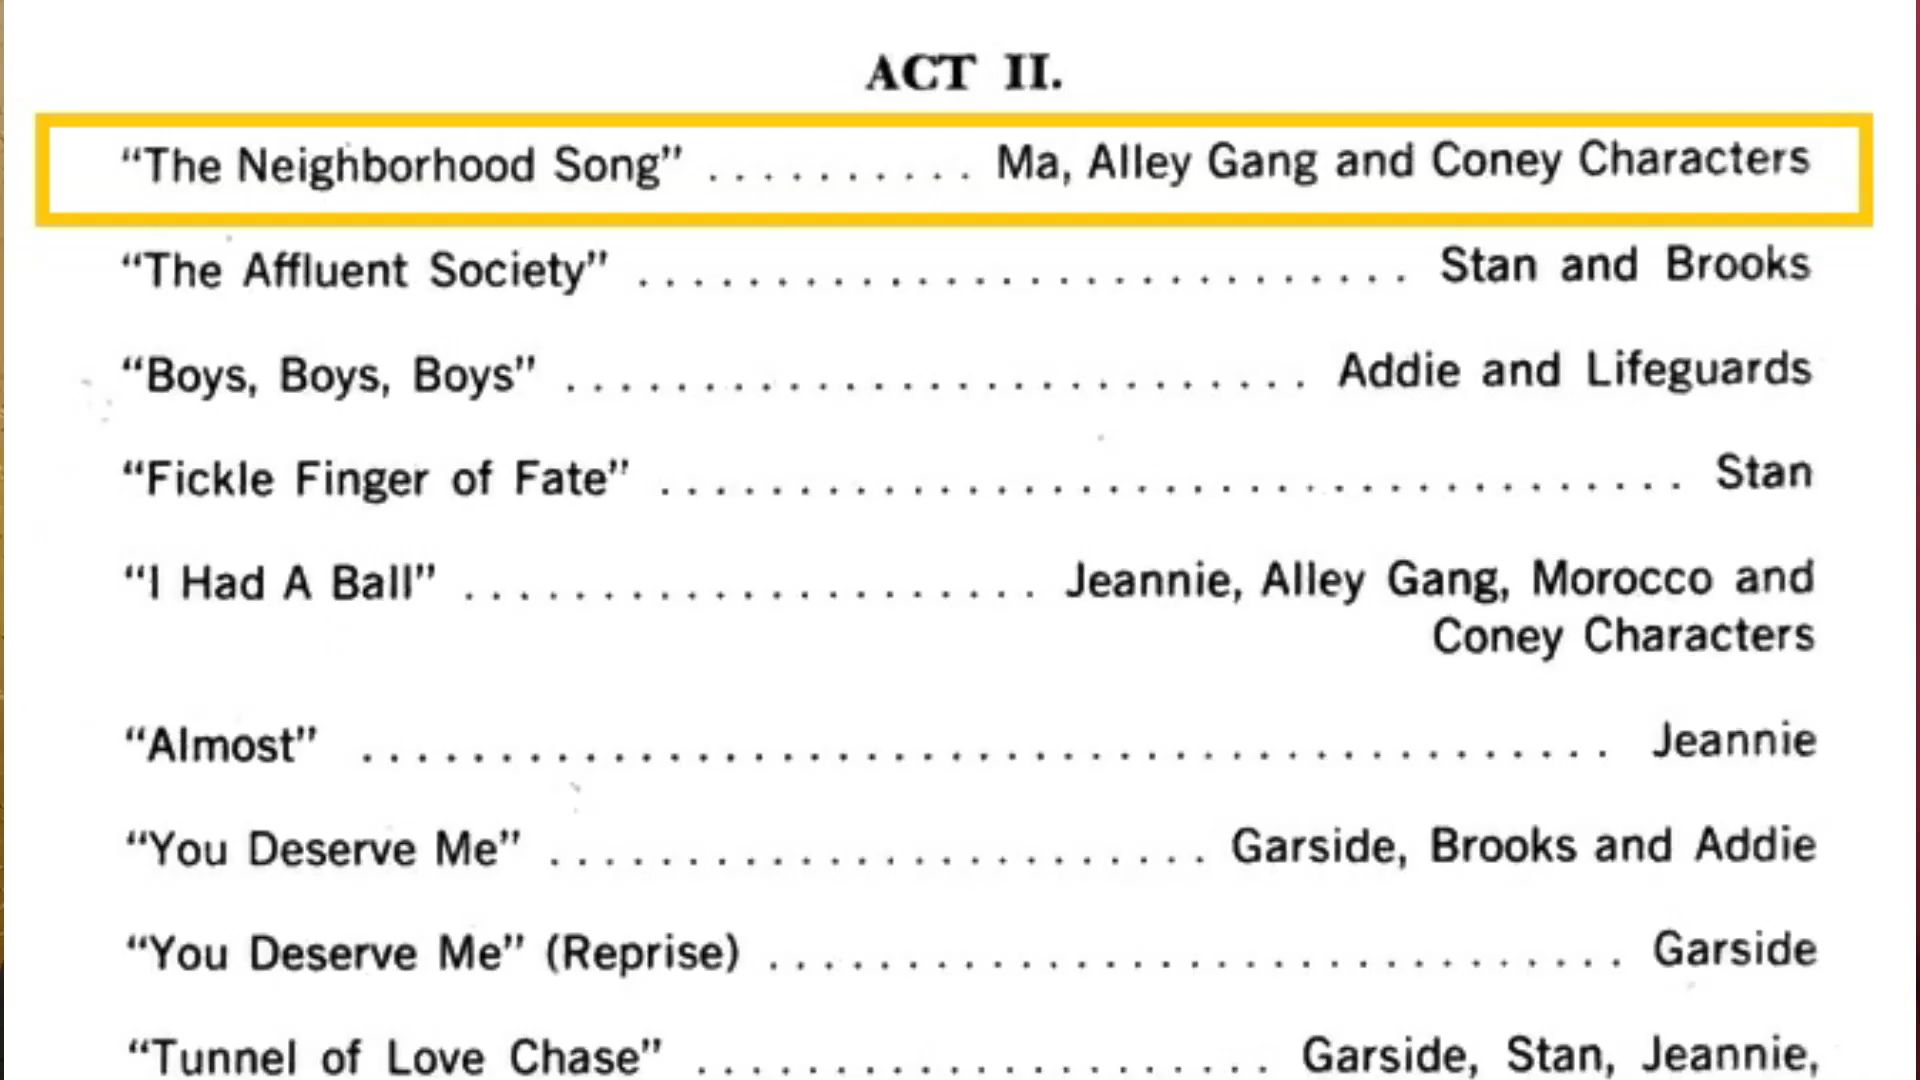 ACT II.
“The Neighborhood Song” .......... Ma, Alley Gang and Coney Characters
“The Affluent Society” ............................ Stan and Brooks
“Boys, Boys, Boys” ........................... Addie and Lifeguards
“Fickle Finger of Fate” ..................................... Stan
“I Had A Ball” ..................... Jeannie, Alley Gang, Morocco and
Coney Characters
“Almost” ............................................. Jeannie
“You Deserve Me” ........................ Garside, Brooks and Addie
“You Deserve Me” (Reprise) ............................... Garside
“Tunnel of Love Chase” ..................... Garside, Stan, Jeannie,